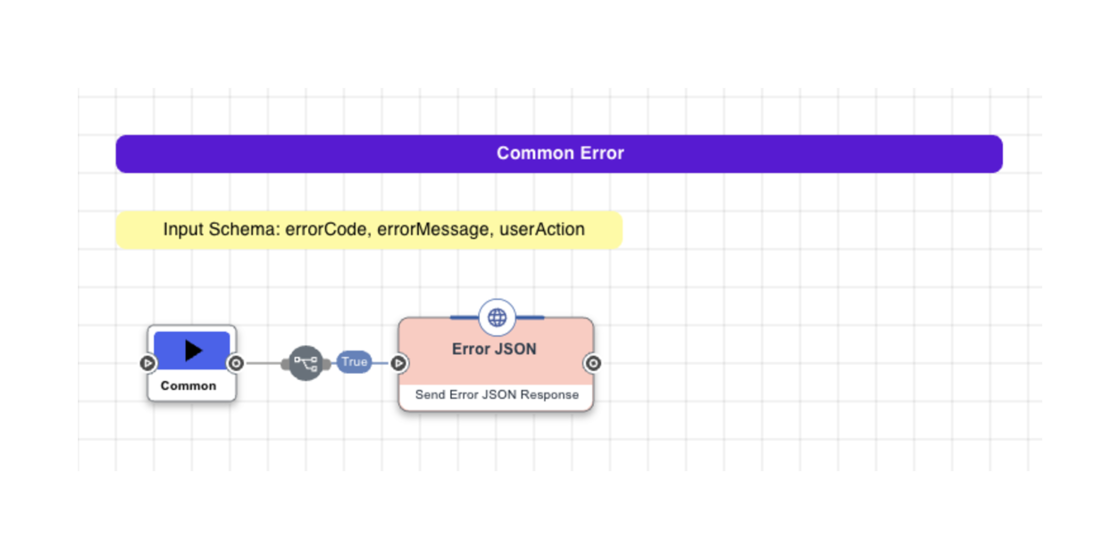 Common Error
Input Schema: errorCode, errorMessage, userAction
Error JSON
True
Common
Send Error JSON Response